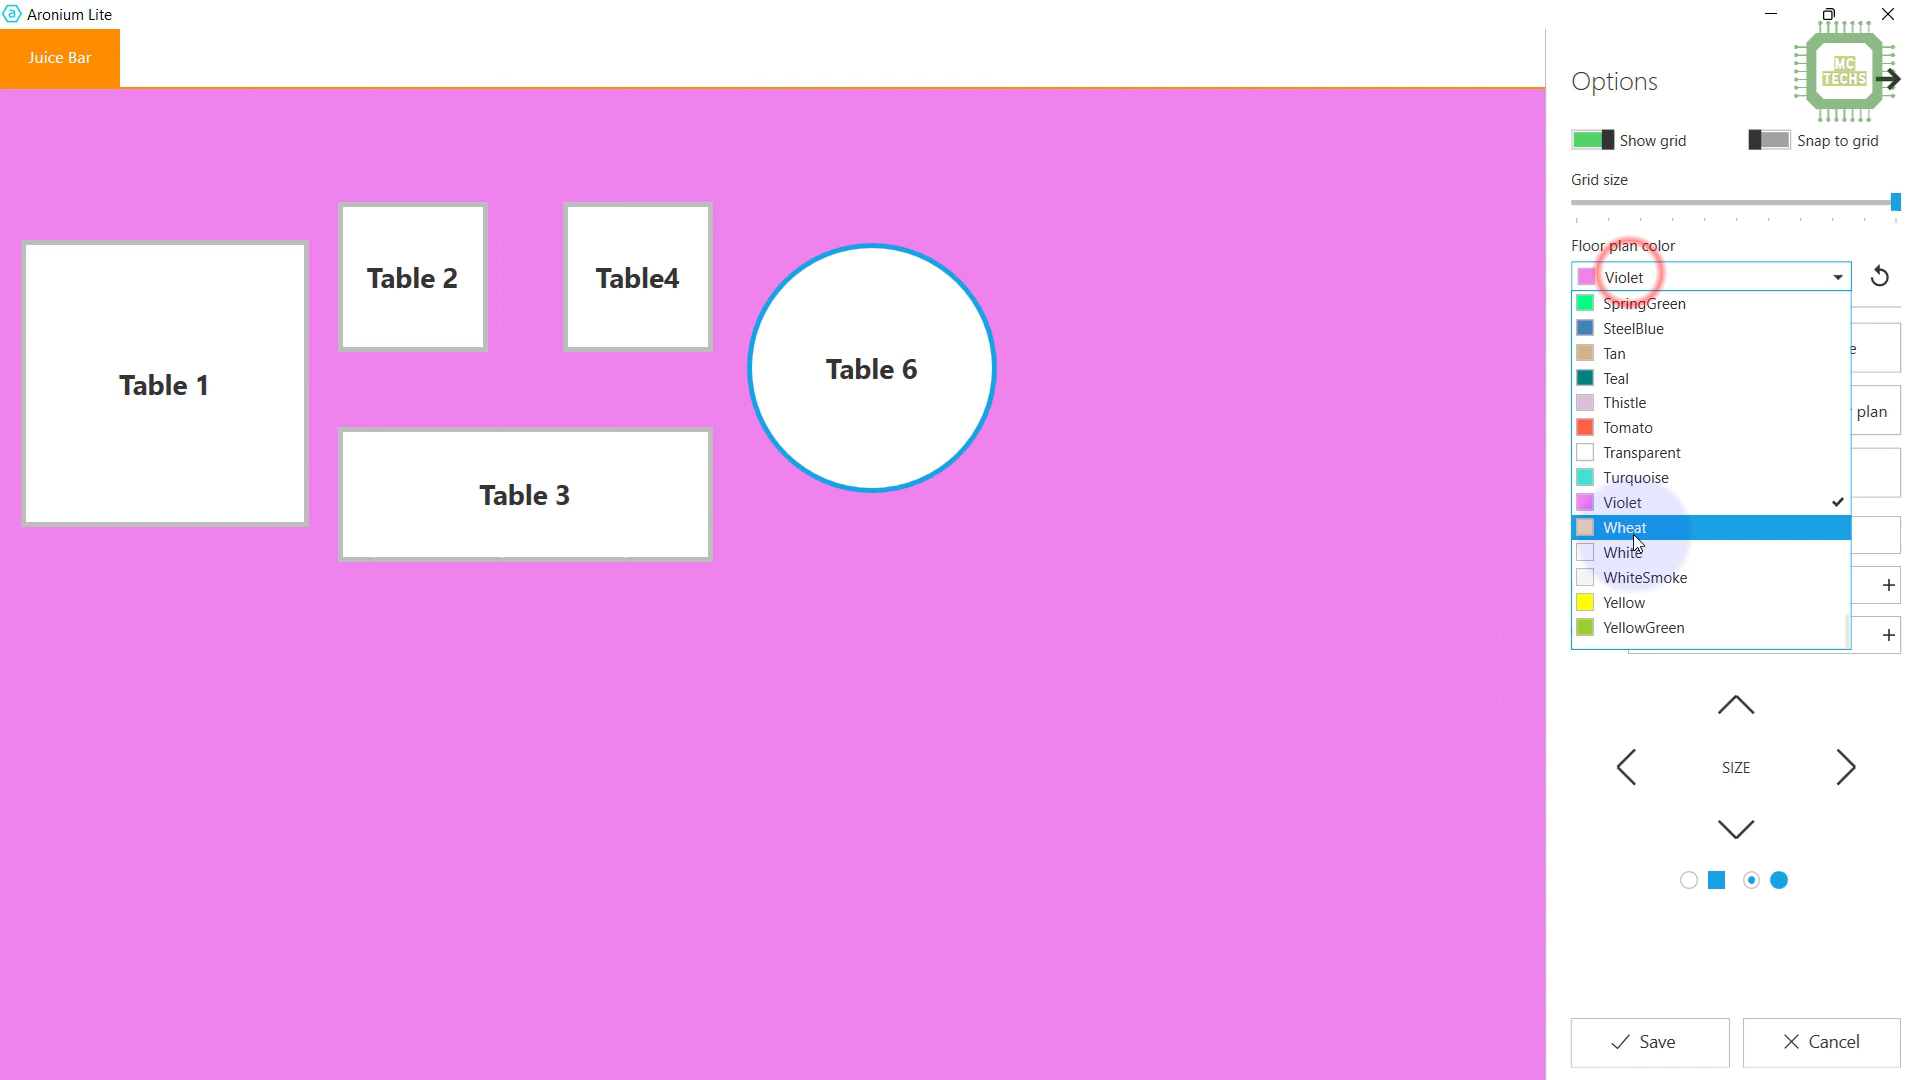 Aronium Lite
Juice Bar
MC
TECHS
Options
Show grid
Snap to grid
Grid size
Floor plan color
Violet
SpringGreen
SteelBlue
Tan
Teal
Thistle
Tomato
Transparent
Turquoise
Violet
Wheat
White
WhiteSmoke
Yellow
YellowGreen
e
plan
+
+
Table 1
Table 2
Table4
Table 3
Table 6
SIZE
Save
Cancel